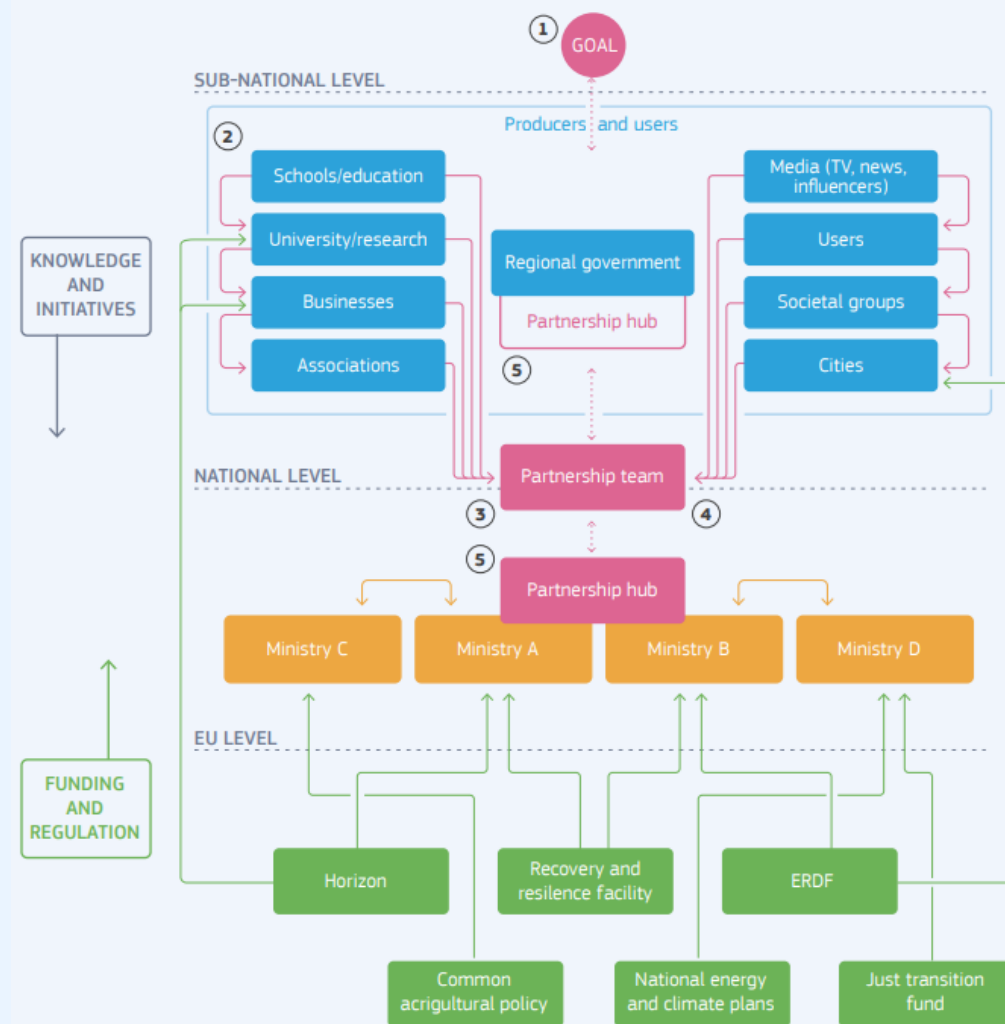 1
GOAL
SUB-NATIONAL LEVEL
Producers and users
2
Schools/education
University/research
Businesses
Associations
Regional government
Partnership hub
5
Media (TV, news,
influencers)
Users
Societal groups
Cities
KNOWLEDGE
AND
INITIATIVES
Partnership team
NATIONAL LEVEL
3
4
5
Partnership hub
Ministry C
Ministry A
Ministry B
Ministry D
EU LEVEL
FUNDING
AND
REGULATION
Horizon
Recovery and
resilence facility
ERDF
Common
acrigultural policy
National energy
and climate plans
Just transition
fund